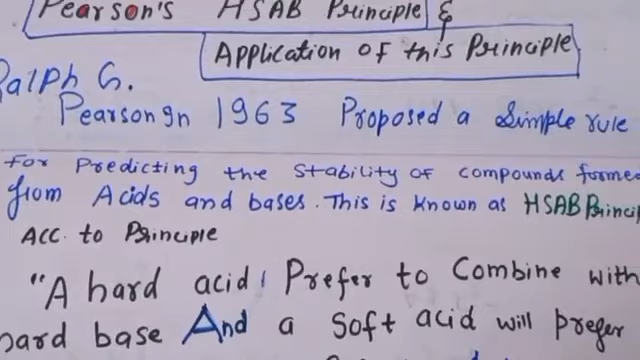 Pearson's HSAB Principle &
Application of this Principle
Ralph G.
Pearson In 1963 Proposed a Simple rule
For Predicting the Stability of compounds formed
from Acids and bases. This is known as HSAB Princip
Acc. to Principle
"A hard acid Prefer to Combine with
hard base And a Soft acid will prefer